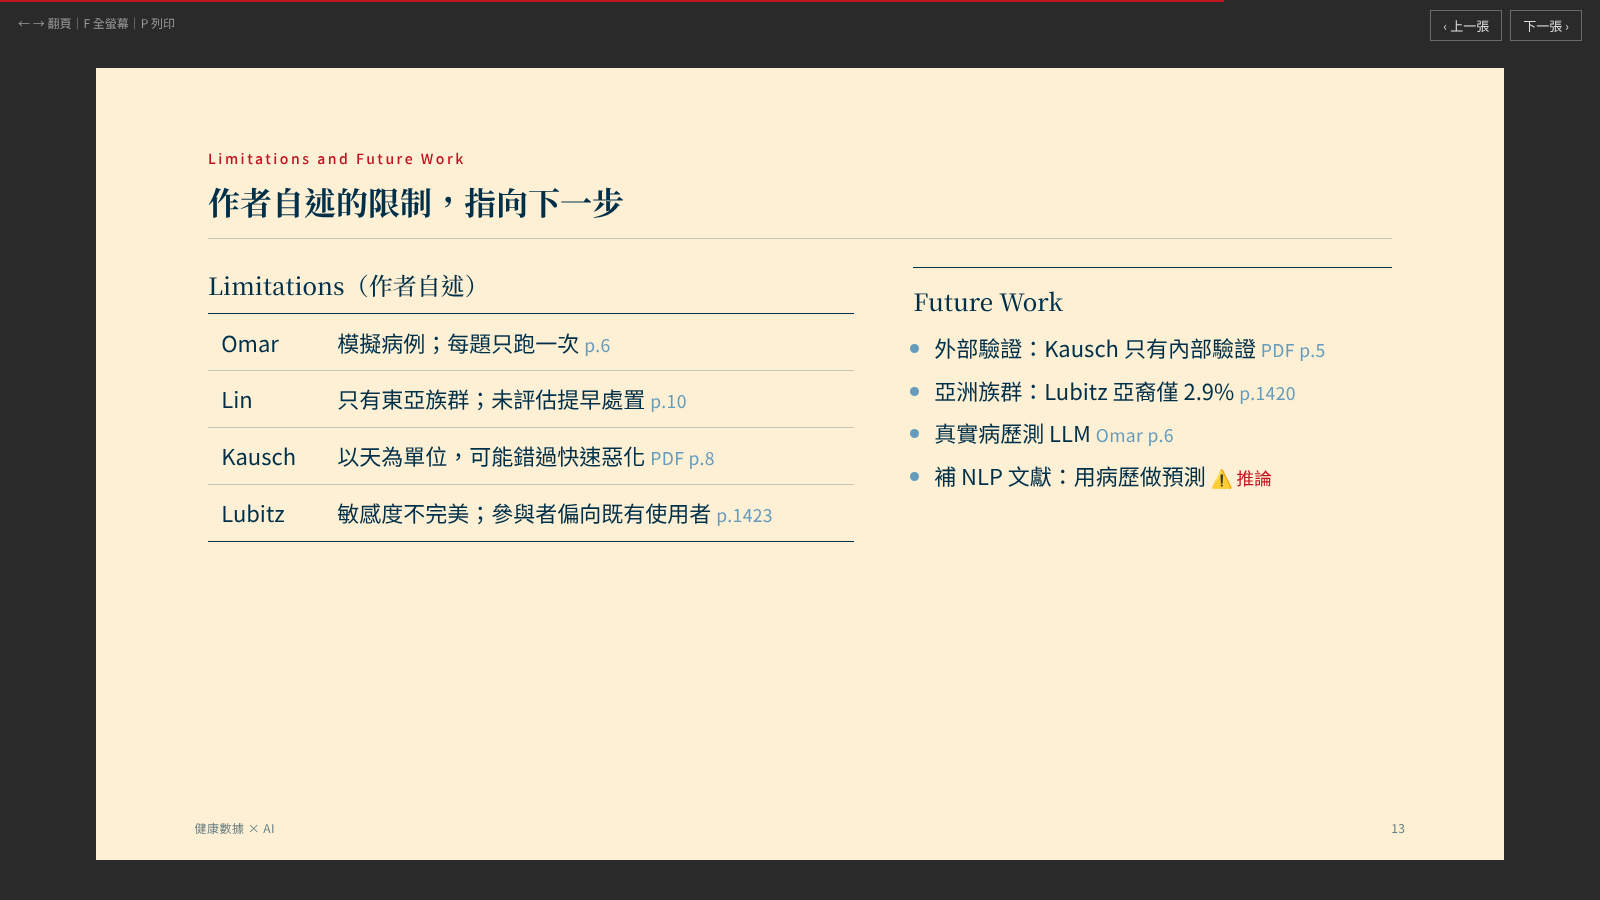 ←→ 翻頁｜F 全螢幕｜P 列印
‹ 上一張
下一張 ›
Limitations and Future Work
作者自述的限制，指向下一步
Limitations（作者自述）
Omar 模擬病例；每題只跑一次 p.6
Lin 只有東亞族群；未評估提早處置 p.10
Kausch 以天為單位，可能錯過快速惡化 PDF p.8
Lubitz 敏感度不完美；參與者偏向既有使用者 p.1423
Future Work
外部驗證：Kausch 只有內部驗證 PDF p.5
亞洲族群：Lubitz 亞裔僅 2.9% p.1420
真實病歷測 LLM Omar p.6
補 NLP 文獻：用病歷做預測 ⚠️ 推論
健康數據 × AI
13